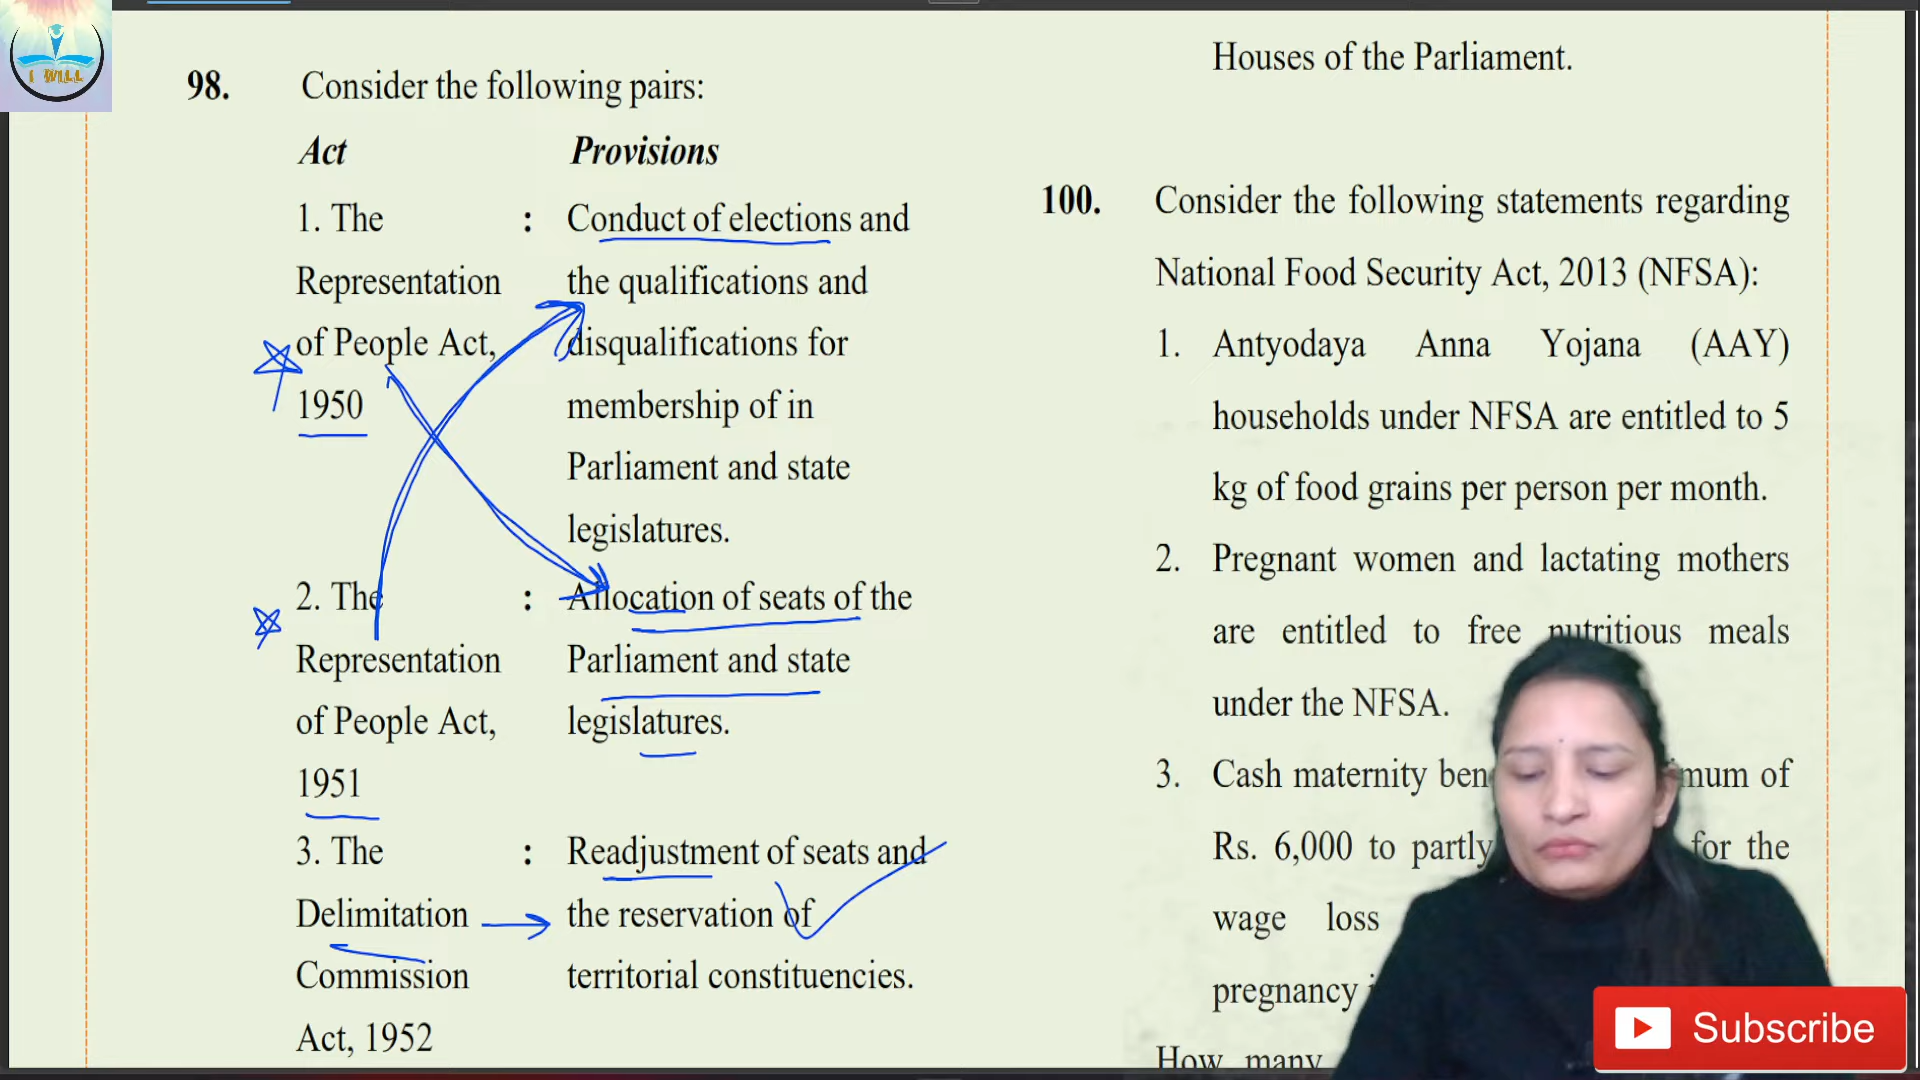 I WILL
98. Consider the following pairs:
Act Provisions
1. The : Conduct of elections and
Representation the qualifications and
of People Act, disqualifications for
1950 membership of in
Parliament and state
legislatures.
2. The : Allocation of seats of the
Representation Parliament and state
of People Act, legislatures.
1951
3. The : Readjustment of seats and
Delimitation the reservation of
Commission territorial constituencies.
Act, 1952
Houses of the Parliament.
100. Consider the following statements regarding
National Food Security Act, 2013 (NFSA):
1. Antyodaya Anna Yojana (AAY)
households under NFSA are entitled to 5
kg of food grains per person per month.
2. Pregnant women and lactating mothers
are entitled to free nutritious meals
under the NFSA.
3. Cash maternity of
Rs. 6,000 to partly for the
wage loss
pregnancy
How many
Subscribe